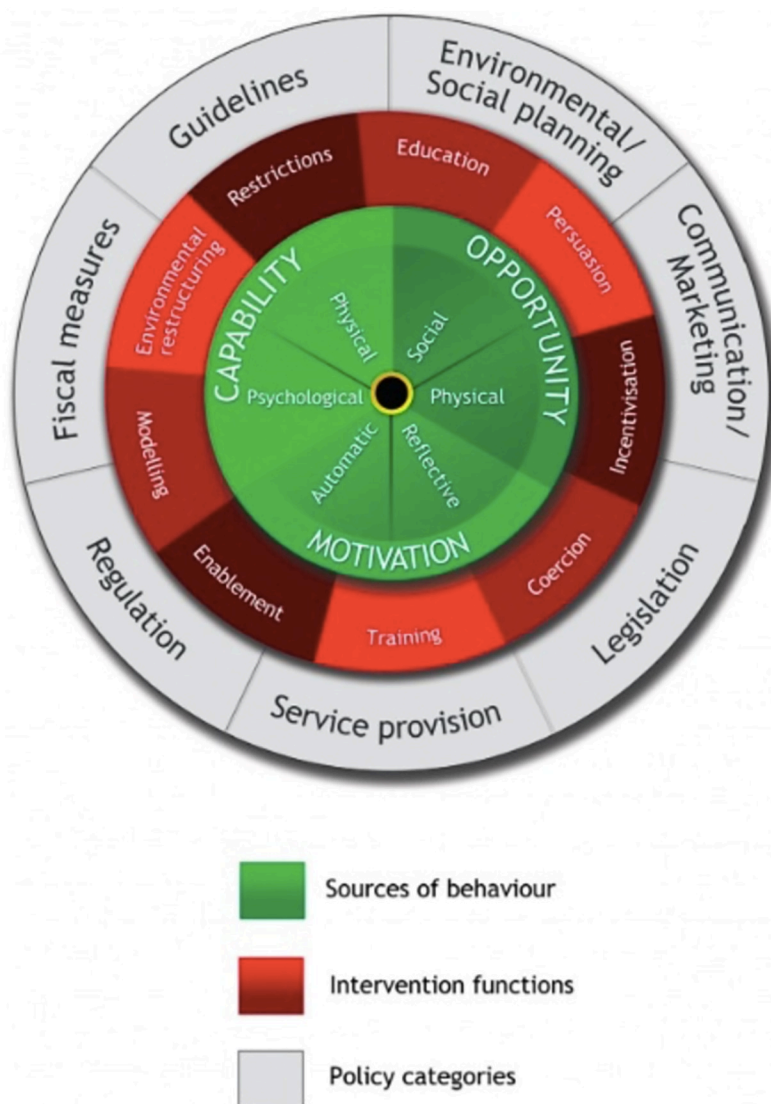 Guidelines
Environmental/
Social planning
Communication/
Marketing
Legislation
Service provision
Regulation
Fiscal measures
Restrictions
Education
Persuasion
Incentivisation
Coercion
Training
Enablement
Modelling
Environmental
restructuring
CAPABILITY
OPPORTUNITY
MOTIVATION
Physical
Social
Psychological
Physical
Automatic
Reflective
Sources of behaviour
Intervention functions
Policy categories